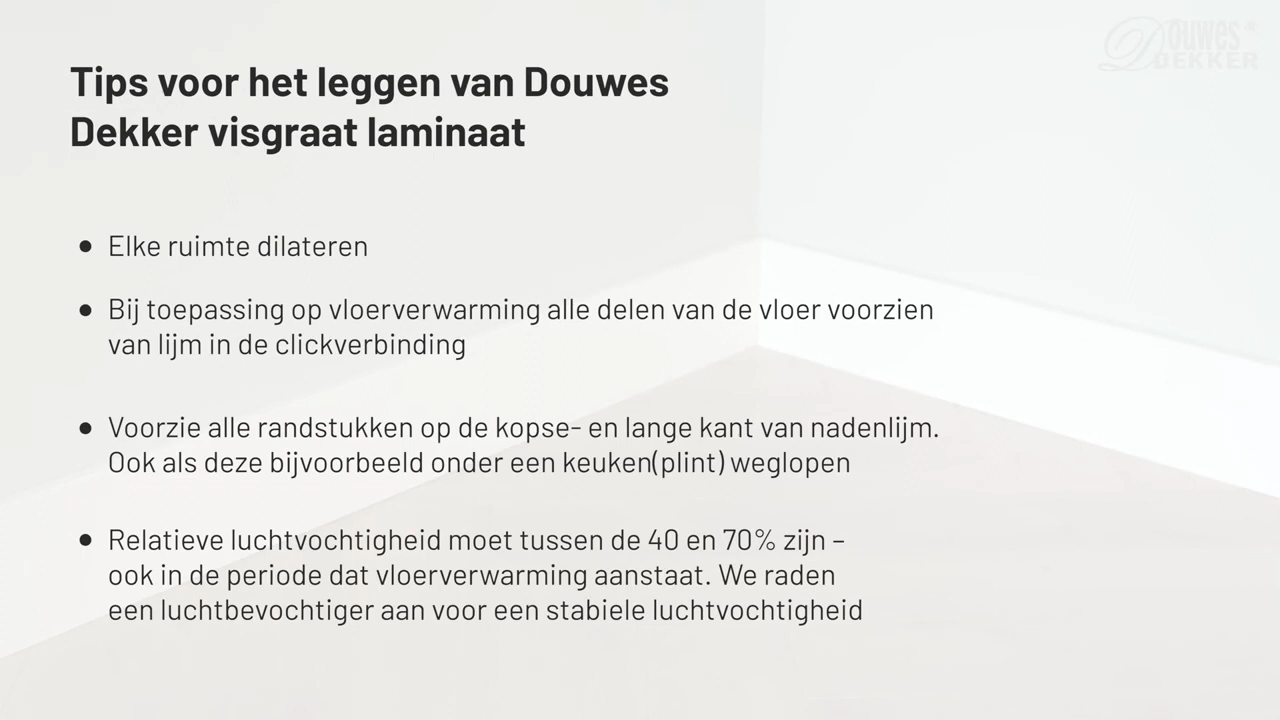 Douwes®
DEKKER
Tips voor het leggen van Douwes
Dekker visgraat laminaat
● Elke ruimte dilateren
● Bij toepassing op vloerverwarming alle delen van de vloer voorzien
van lijm in de clickverbinding
● Voorzie alle randstukken op de kopse- en lange kant van nadenlijm.
Ook als deze bijvoorbeeld onder een keuken(plint) weglopen
● Relatieve luchtvochtigheid moet tussen de 40 en 70% zijn –
ook in de periode dat vloerverwarming aanstaat. We raden
een luchtbevochtiger aan voor een stabiele luchtvochtigheid